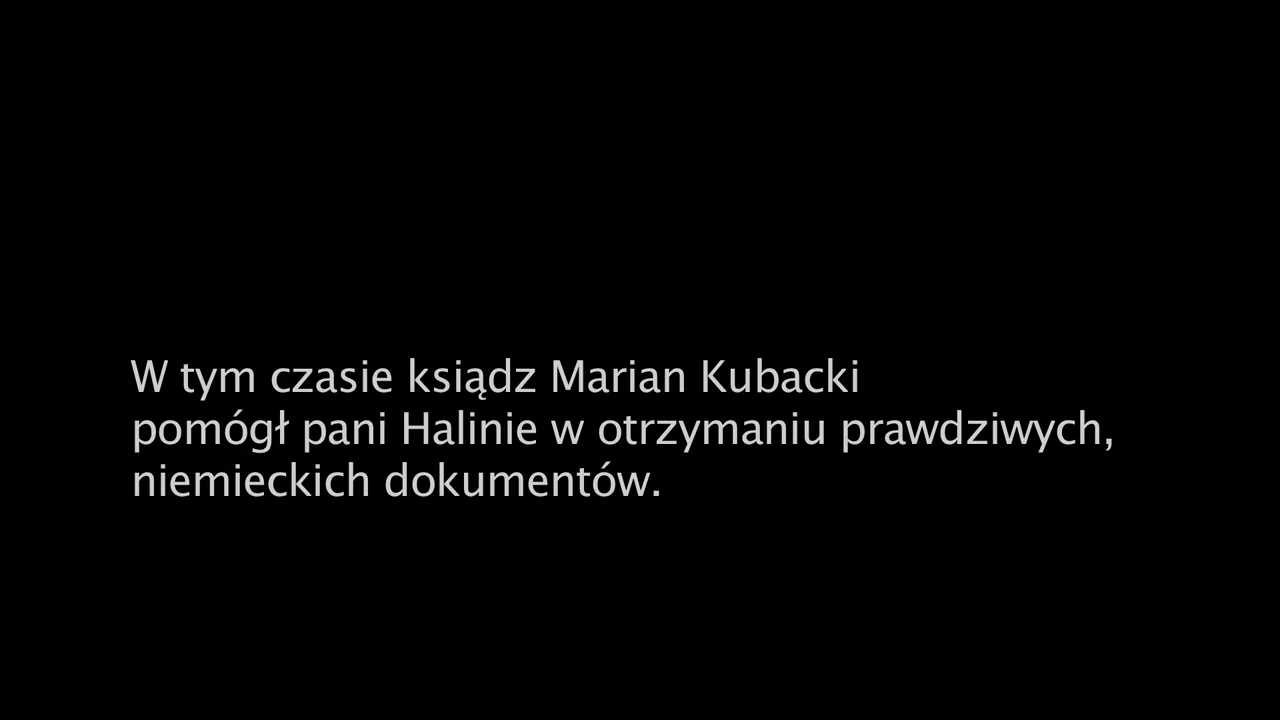 W tym czasie ksiądz Marian Kubacki
pomógł pani Halinie w otrzymaniu prawdziwych,
niemieckich dokumentów.